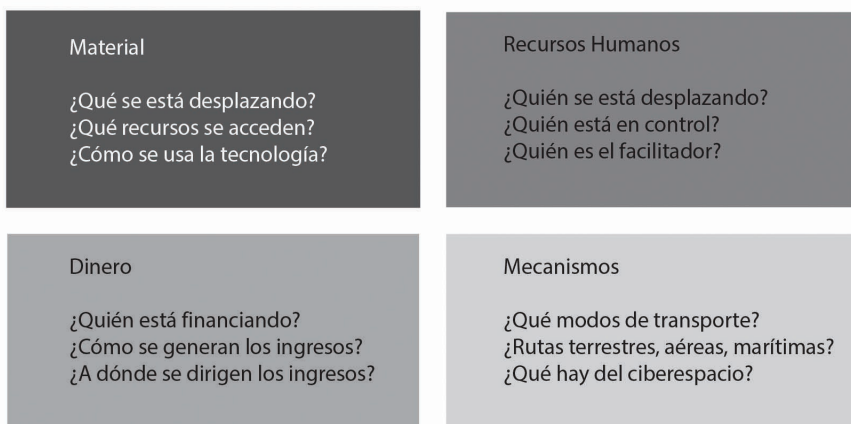 Material
¿Qué se está desplazando?
¿Qué recursos se acceden?
¿Cómo se usa la tecnología?
Recursos Humanos
¿Quién se está desplazando?
¿Quién está en control?
¿Quién es el facilitador?
Dinero
¿Quién está financiando?
¿Cómo se generan los ingresos?
¿A dónde se dirigen los ingresos?
Mecanismos
¿Qué modos de transporte?
¿Rutas terrestres, aéreas, marítimas?
¿Qué hay del ciberespacio?